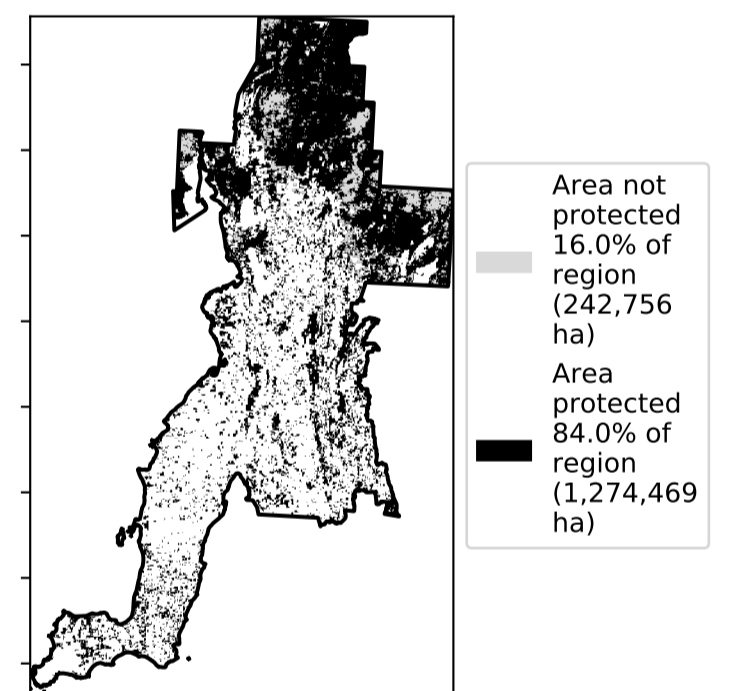 Area not
protected
16.0% of
region
(242,756
ha)
Area
protected
84.0% of
region
(1,274,469
ha)